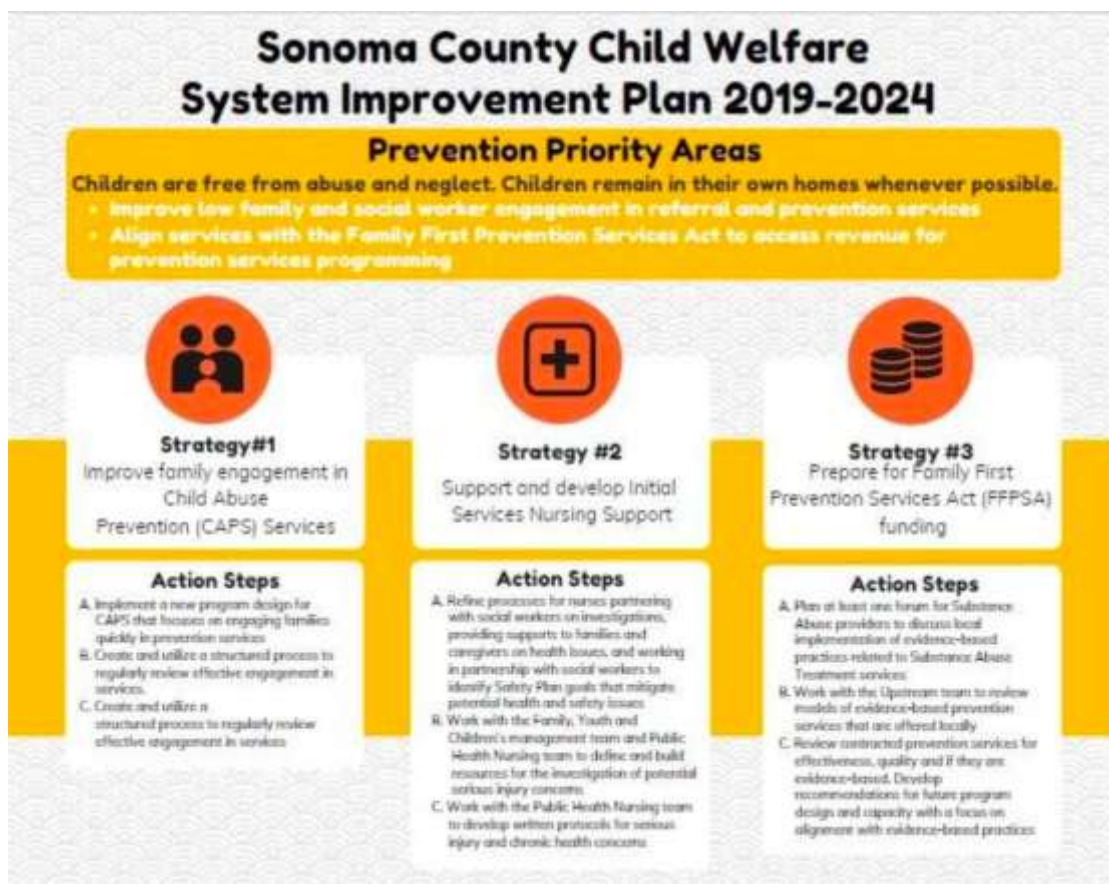 Sonoma County Child Welfare
System Improvement Plan 2019-2024
Prevention Priority Areas
Children are free from abuse and neglect. Children remain in their own homes whenever possible.
• Improve low family and social worker engagement in referral and prevention services
• Align services with the Family First Prevention Services Act to access revenue for
prevention services programming
Strategy#1
Improve family engagement in
Child Abuse
Prevention (CAPS) Services
Action Steps
A. Implement a new program design for
CAPS that focuses on engaging families
quickly in prevention services
B. Create and utilize a structured process to
regularly review effective engagement in
services.
C. Create and utilize a
structured process to regularly review
effective engagement in services
Strategy #2
Support and develop Initial
Services Nursing Support
Action Steps
A. Refine processes for nurses partnering
with social workers on investigations,
providing supports to families and
caregivers on health issues, and working
in partnership with social workers to
identify Safety Plan goals that mitigate
potential health and safety issues
B. Work with the Family, Youth and
Children's management team and Public
Health Nursing team to define and build
resources for the investigation of potential
serious injury concerns
C. Work with the Public Health Nursing team
to develop written protocols for serious
injury and chronic health concerns
Strategy #3
Prepare for Family First
Prevention Services Act (FFPSA)
funding
Action Steps
A. Plan at least one forum for Substance
Abuse providers to discuss local
implementation of evidence-based
practices related to Substance Abuse
Treatment services
B. Work with the Upstream team to review
models of evidence-based prevention
services that are offered locally
C. Review contracted prevention services for
effectiveness, quality and if they are
evidence-based. Develop
recommendations for future program
design and capacity with a focus on
alignment with evidence-based practices